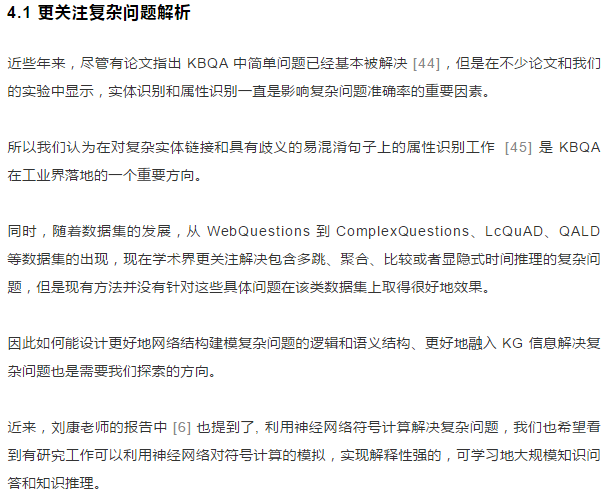 4.1 更关注复杂问题解析
近些年来，尽管有论文指出 KBQA 中简单问题已经基本被解决 [44]，但是在不少论文和我们
的实验中显示，实体识别和属性识别一直是影响复杂问题准确率的重要因素。
所以我们认为在对复杂实体链接和具有歧义的易混淆句子上的属性识别工作 [45] 是 KBQA
在工业界落地的一个重要方向。
同时，随着数据集的发展，从 WebQuestions 到 ComplexQuestions、LcQuAD、QALD
等数据集的出现，现在学术界更关注解决包含多跳、聚合、比较或者显隐式时间推理的复杂问
题，但是现有方法并没有针对这些具体问题在该类数据集上取得很好地效果。
因此如何能设计更好地网络结构建模复杂问题的逻辑和语义结构、更好地融入 KG 信息解决复
杂问题也是需要我们探索的方向。
近来，刘康老师的报告中 [6] 也提到了, 利用神经网络符号计算解决复杂问题，我们也希望看
到有研究工作可以利用神经网络对符号计算的模拟，实现解释性强的，可学习地大规模知识问
答和知识推理。